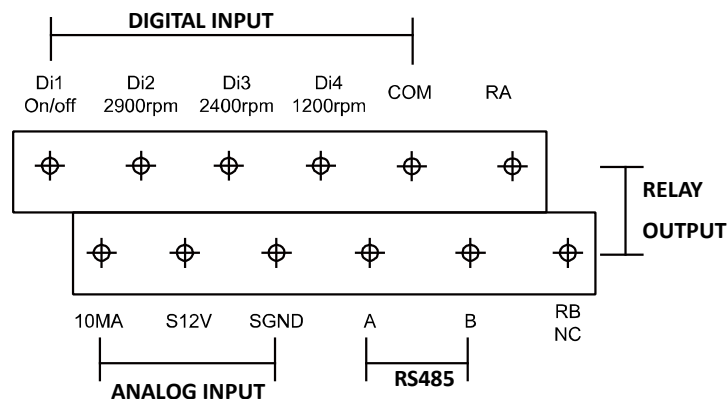 DIGITAL INPUT
Di1 Di2 Di3 Di4 COM RA
On/off 2900rpm 2400rpm 1200rpm
RELAY
OUTPUT
10MA S12V SGND A B RB
NC
RS485
ANALOG INPUT